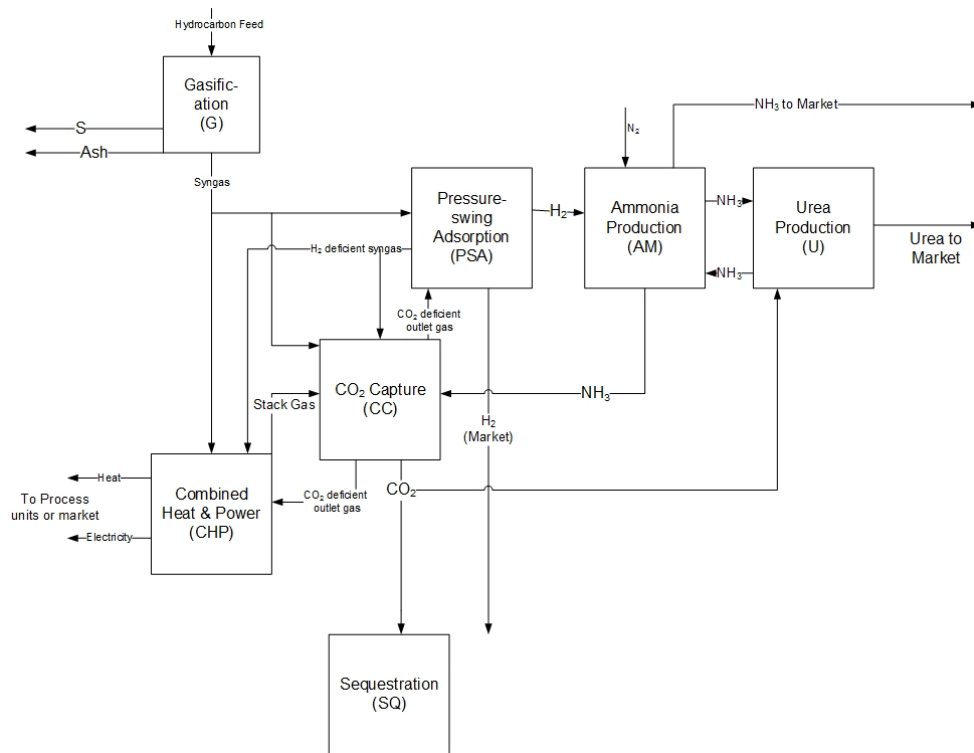 Hydrocarbon Feed
Gasific-
ation
(G)
S
Ash
Syngas
NH3 to Market
N2
Pressure-
swing
Adsorption
(PSA)
H2
Ammonia
Production
(AM)
NH3
Urea
Production
(U)
Urea to
Market
H2 deficient syngas
NH3
CO2 deficient
outlet gas
CO2 Capture
(CC)
NH3
Stack Gas
H2
(Market)
Heat
To Process
units or market
Electricity
Combined
Heat & Power
(CHP)
CO2 deficient
outlet gas
CO2
Sequestration
(SQ)